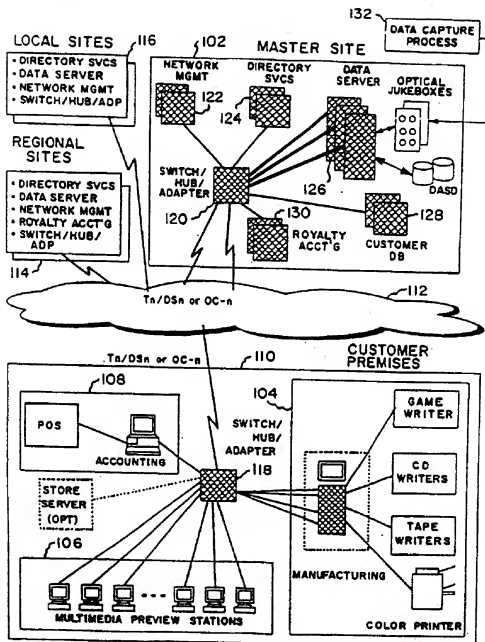 132
DATA CAPTURE
PROCESS
LOCAL SITES
116
• DIRECTORY SVCS
• DATA SERVER
• NETWORK MGMT
• SWITCH/HUB/ADP
REGIONAL
SITES
• DIRECTORY SVCS
• DATA SERVER
• NETWORK MGMT
• ROYALTY ACCT'G
• SWITCH/HUB/
ADP
114
102
MASTER SITE
NETWORK
MGMT
DIRECTORY
SVCS
DATA
SERVER
OPTICAL
JUKEBOXES
122
124
DASD
SWITCH/
HUB/
ADAPTER
120
126
130
ROYALTY
ACCT'G
128
CUSTOMER
DB
112
Tn/DSn or OC-n
Tn/DSn or OC-n
110
CUSTOMER
PREMISES
108
POS
ACCOUNTING
SWITCH/
HUB/
ADAPTER
118
STORE
SERVER
(OPT)
106
MULTIMEDIA PREVIEW STATIONS
104
GAME
WRITER
CD
WRITERS
TAPE
WRITERS
MANUFACTURING
COLOR PRINTER